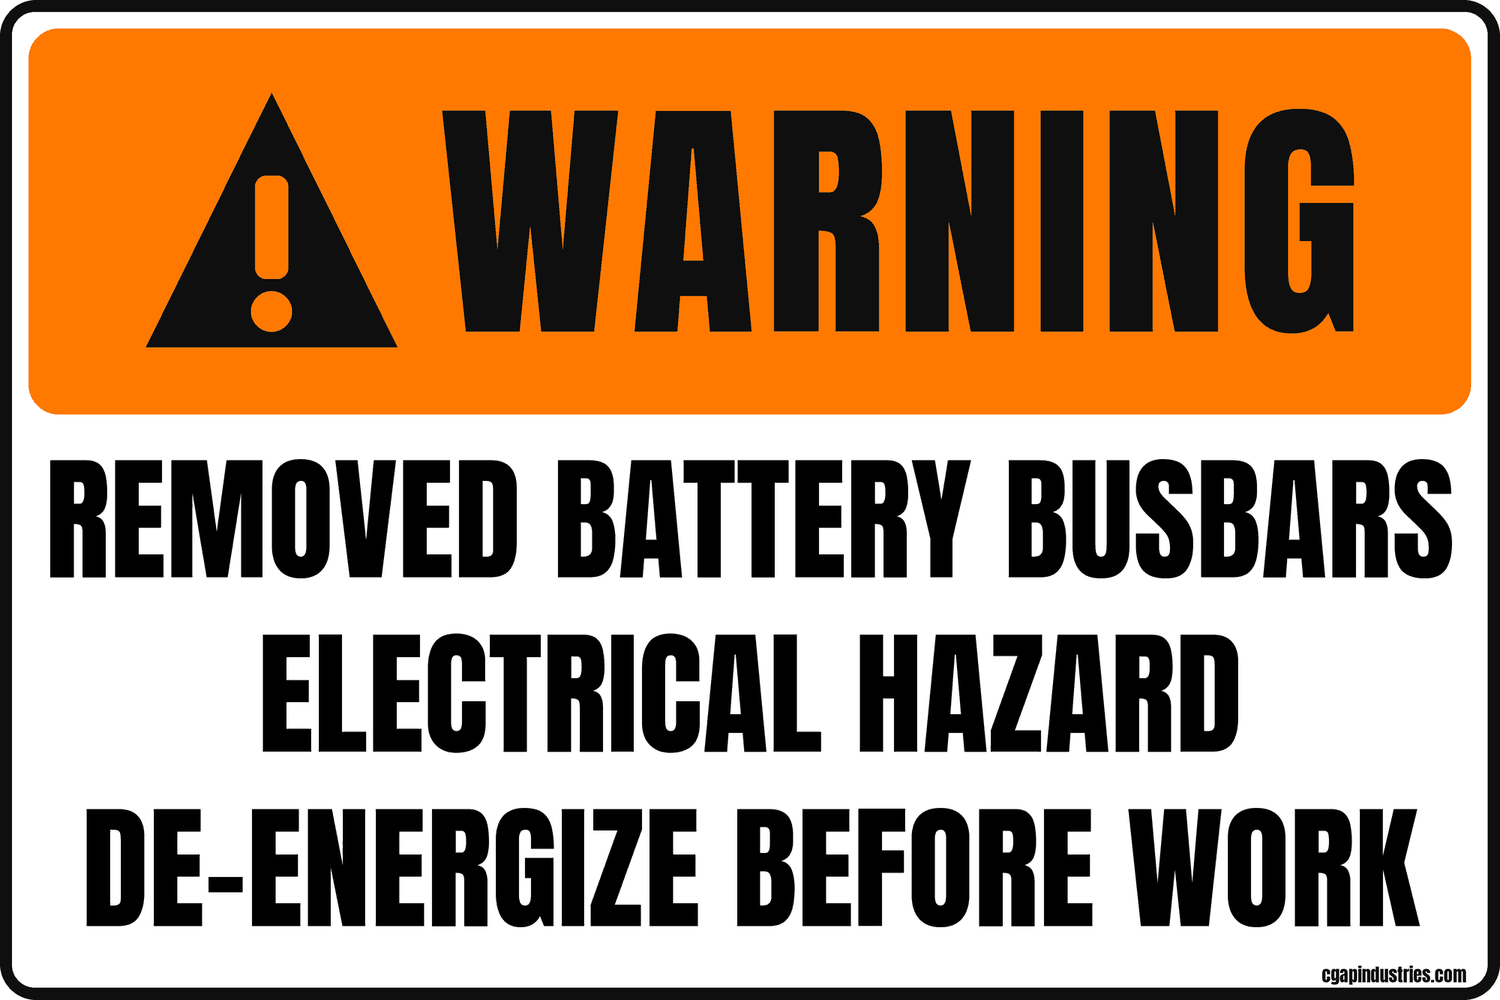 WARNING
REMOVED BATTERY BUSBARS
ELECTRICAL HAZARD
DE-ENERGIZE BEFORE WORK
cgapindustries.com